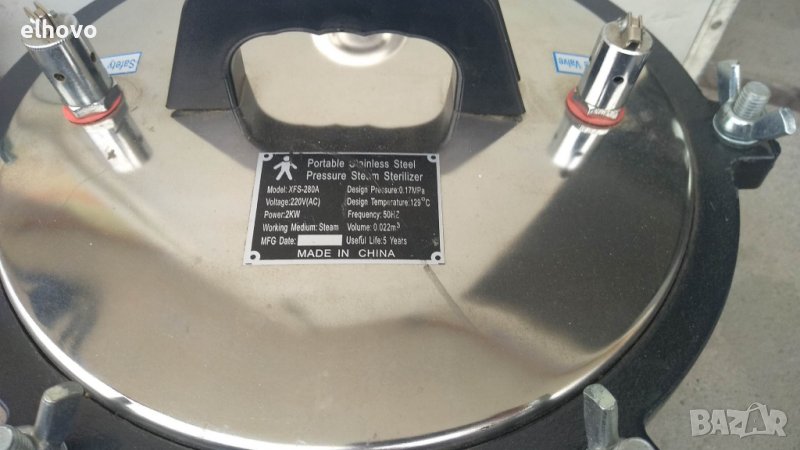 elhovo
Safety
Valve
Portable Stainless Steel
Pressure Steam Sterilizer
Model: XFS-280A Design Pressure:0.17MPa
Voltage:220V(AC) Design Temperature:129°C
Power:2KW Frequency: 50HZ
Working Medium: Steam Volume: 0.022m³
MFG Date: Useful Life:5 Years
MADE IN CHINA
BAZAR